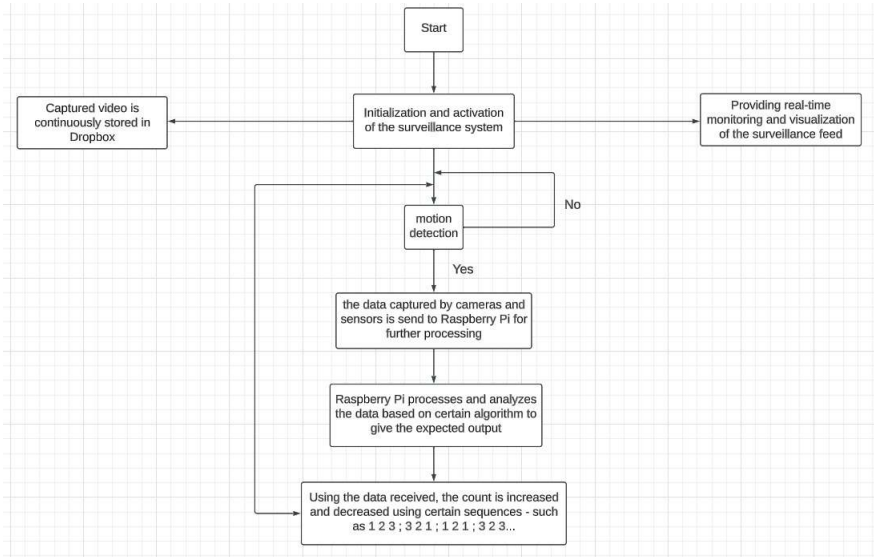 Start
Captured video is
continuously stored in
Dropbox
Initialization and activation
of the surveillance system
Providing real-time
monitoring and visualization
of the surveillance feed
motion
detection
No
Yes
the data captured by cameras and
sensors is send to Raspberry Pi for
further processing
Raspberry Pi processes and analyzes
the data based on certain algorithm to
give the expected output
Using the data received, the count is increased
and decreased using certain sequences - such
as 1 2 3 ; 3 2 1 ; 1 2 1 ; 3 2 3...